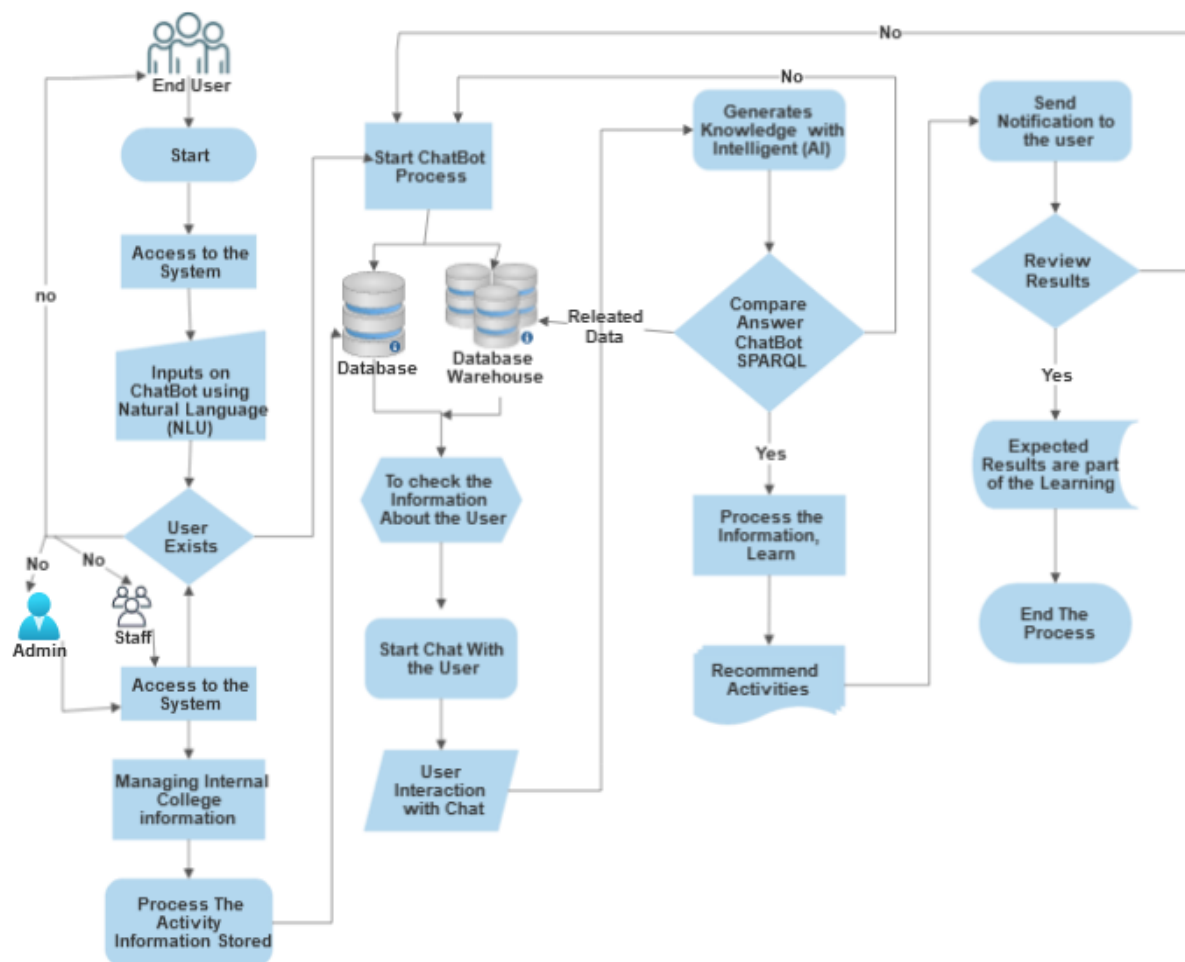 End User
Start
Access to the
System
Inputs on
ChatBot using
Natural Language
(NLU)
no
User
Exists
No
No
Admin
Staff
Access to the
System
Managing Internal
College
information
Process The
Activity
Information Stored
Start ChatBot
Process
Database
Database
Warehouse
To check the
Information
About the User
Start Chat With
the User
User
Interaction
with Chat
No
No
Generates
Knowledge with
Intelligent (AI)
Compare
Answer
ChatBot
SPARQL
Releated
Data
Yes
Process the
Information,
Learn
Recommend
Activities
Send
Notification to
the user
Review
Results
Yes
Expected
Results are part
of the Learning
End The
Process